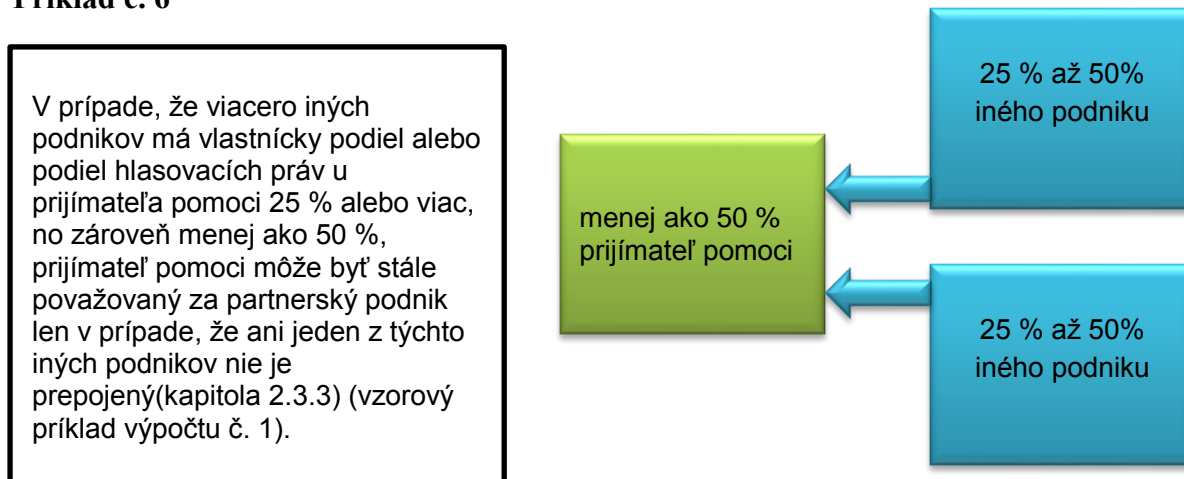 Príklad č. 6
V prípade, že viacero iných
podnikov má vlastnícky podiel alebo
podiel hlasovacích práv u
prijímateľa pomoci 25 % alebo viac,
no zároveň menej ako 50 %,
prijímateľ pomoci môže byť stále
považovaný za partnerský podnik
len v prípade, že ani jeden z týchto
iných podnikov nie je
prepojený(kapitola 2.3.3) (vzorový
príklad výpočtu č. 1).
menej ako 50 %
prijímateľ pomoci
25 % až 50%
iného podniku
25 % až 50%
iného podniku